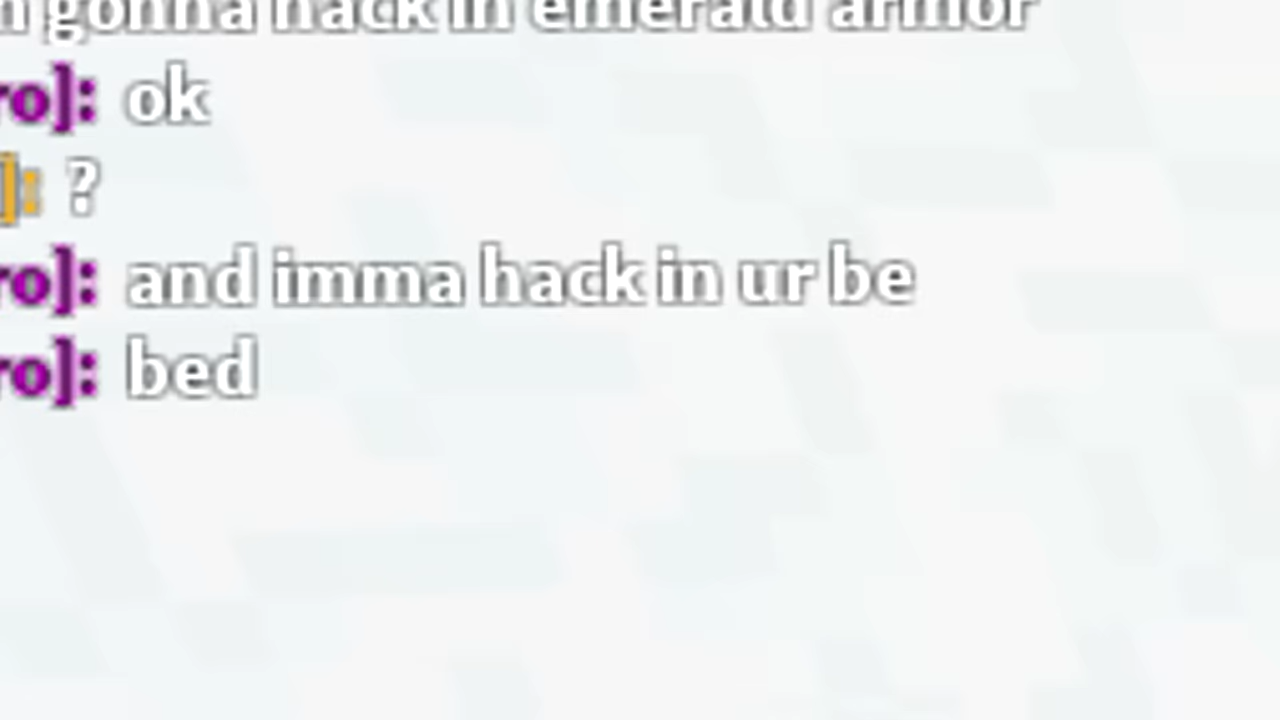 gonna hack in emerald armor
ro]: ok
]: ?
ro]: and imma hack in ur be
ro]: bed